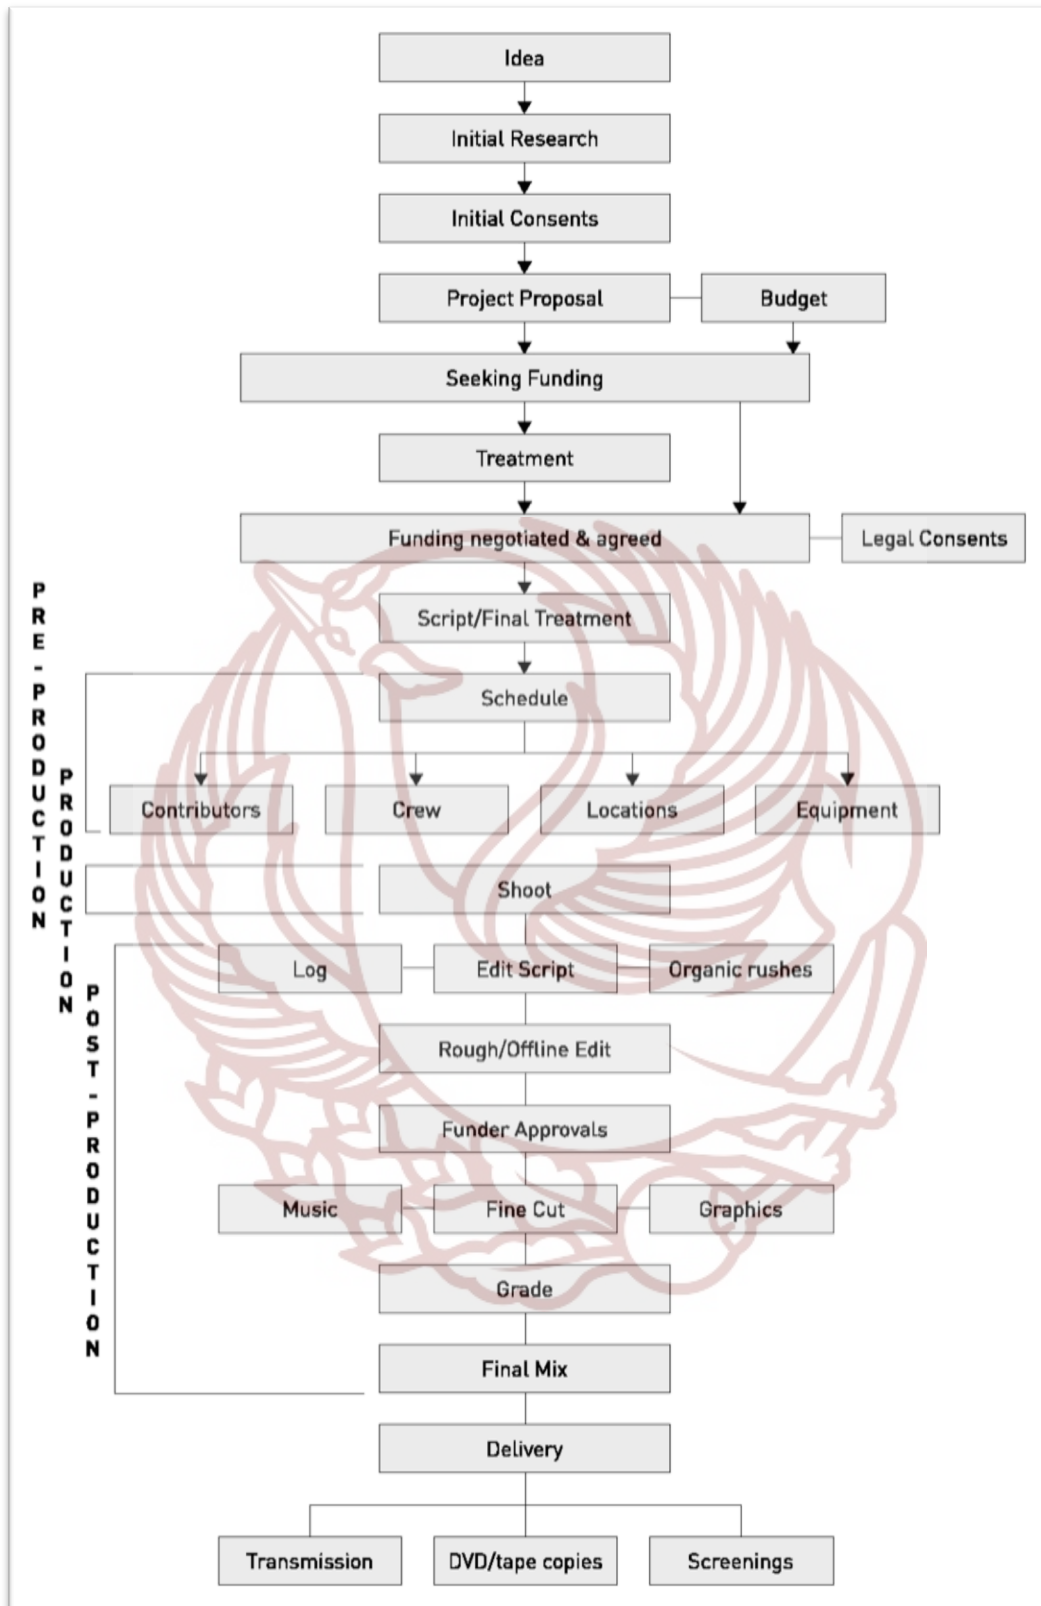 Idea
Initial Research
Initial Consents
Project Proposal
Budget
Seeking Funding
Treatment
Funding negotiated & agreed
Legal Consents
Script/Final Treatment
PRE-PRODUCTION
Schedule
Contributors
Crew
Locations
Equipment
PRODUCTION
Shoot
POST-PRODUCTION
Log
Edit Script
Organic rushes
Rough/Offline Edit
Funder Approvals
Music
Fine Cut
Graphics
Grade
Final Mix
Delivery
Transmission
DVD/tape copies
Screenings